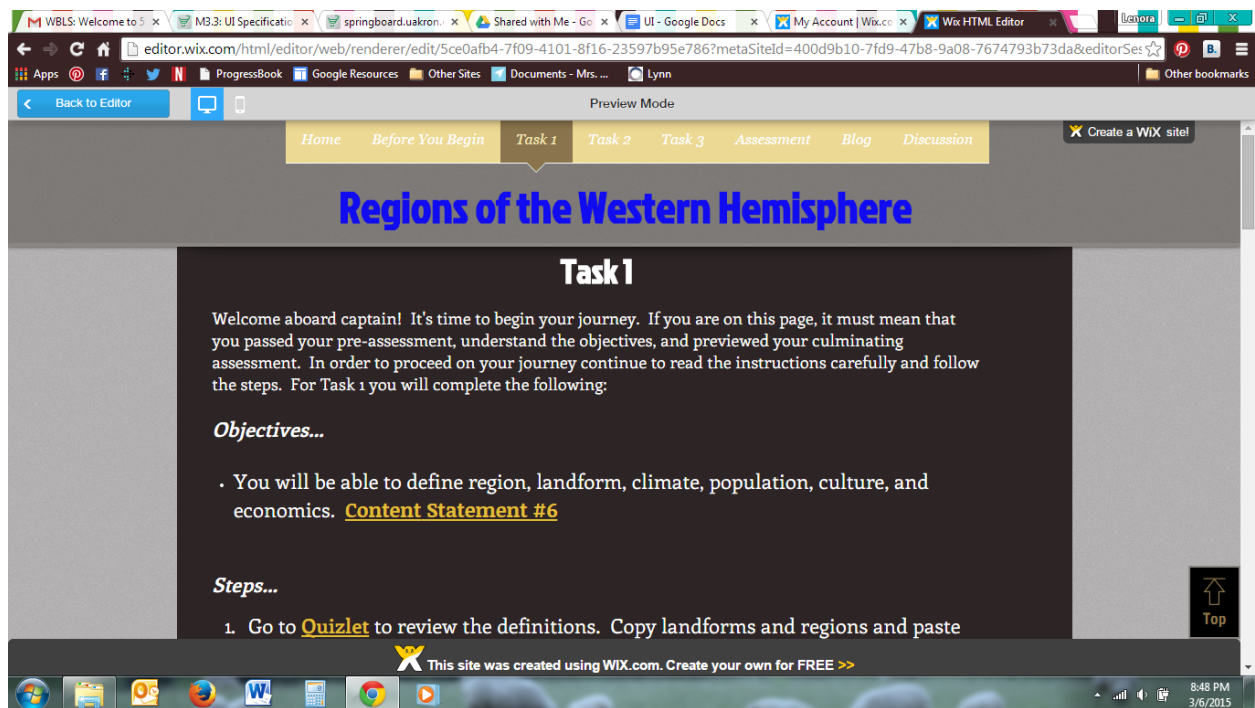 WBLS: Welcome to 5
M3.3: UI Specificatio
springboard.uakron.
Shared with Me - Go
UI - Google Docs
My Account | Wix.co
Wix HTML Editor
Lenora
editor.wix.com/html/editor/web/renderer/edit/5ce0afb4-7f09-4101-8f16-23597b95e786?metaSiteId=400d9b10-7fd9-47b8-9a08-7674793b73da&editorSes
Apps ProgressBook Google Resources Other Sites Documents - Mrs. ... Lynn Other bookmarks
Back to Editor Preview Mode
Home Before You Begin Task 1 Task 2 Task 3 Assessment Blog Discussion
Create a WiX site!
Regions of the Western Hemisphere
Task 1
Welcome aboard captain! It's time to begin your journey. If you are on this page, it must mean that
you passed your pre-assessment, understand the objectives, and previewed your culminating
assessment. In order to proceed on your journey continue to read the instructions carefully and follow
the steps. For Task 1 you will complete the following:
Objectives...
• You will be able to define region, landform, climate, population, culture, and
economics. Content Statement #6
Steps...
1. Go to Quizlet to review the definitions. Copy landforms and regions and paste
Top
This site was created using WIX.com. Create your own for FREE >>
8:48 PM
3/6/2015